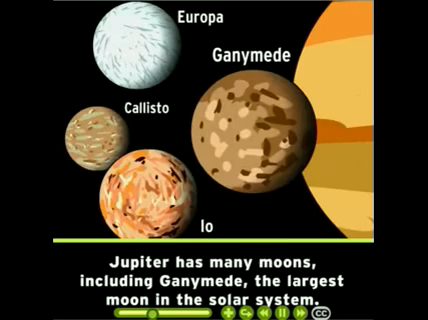 Europa
Ganymede
Callisto
Io
Jupiter has many moons,
including Ganymede, the largest
moon in the solar system.
CC